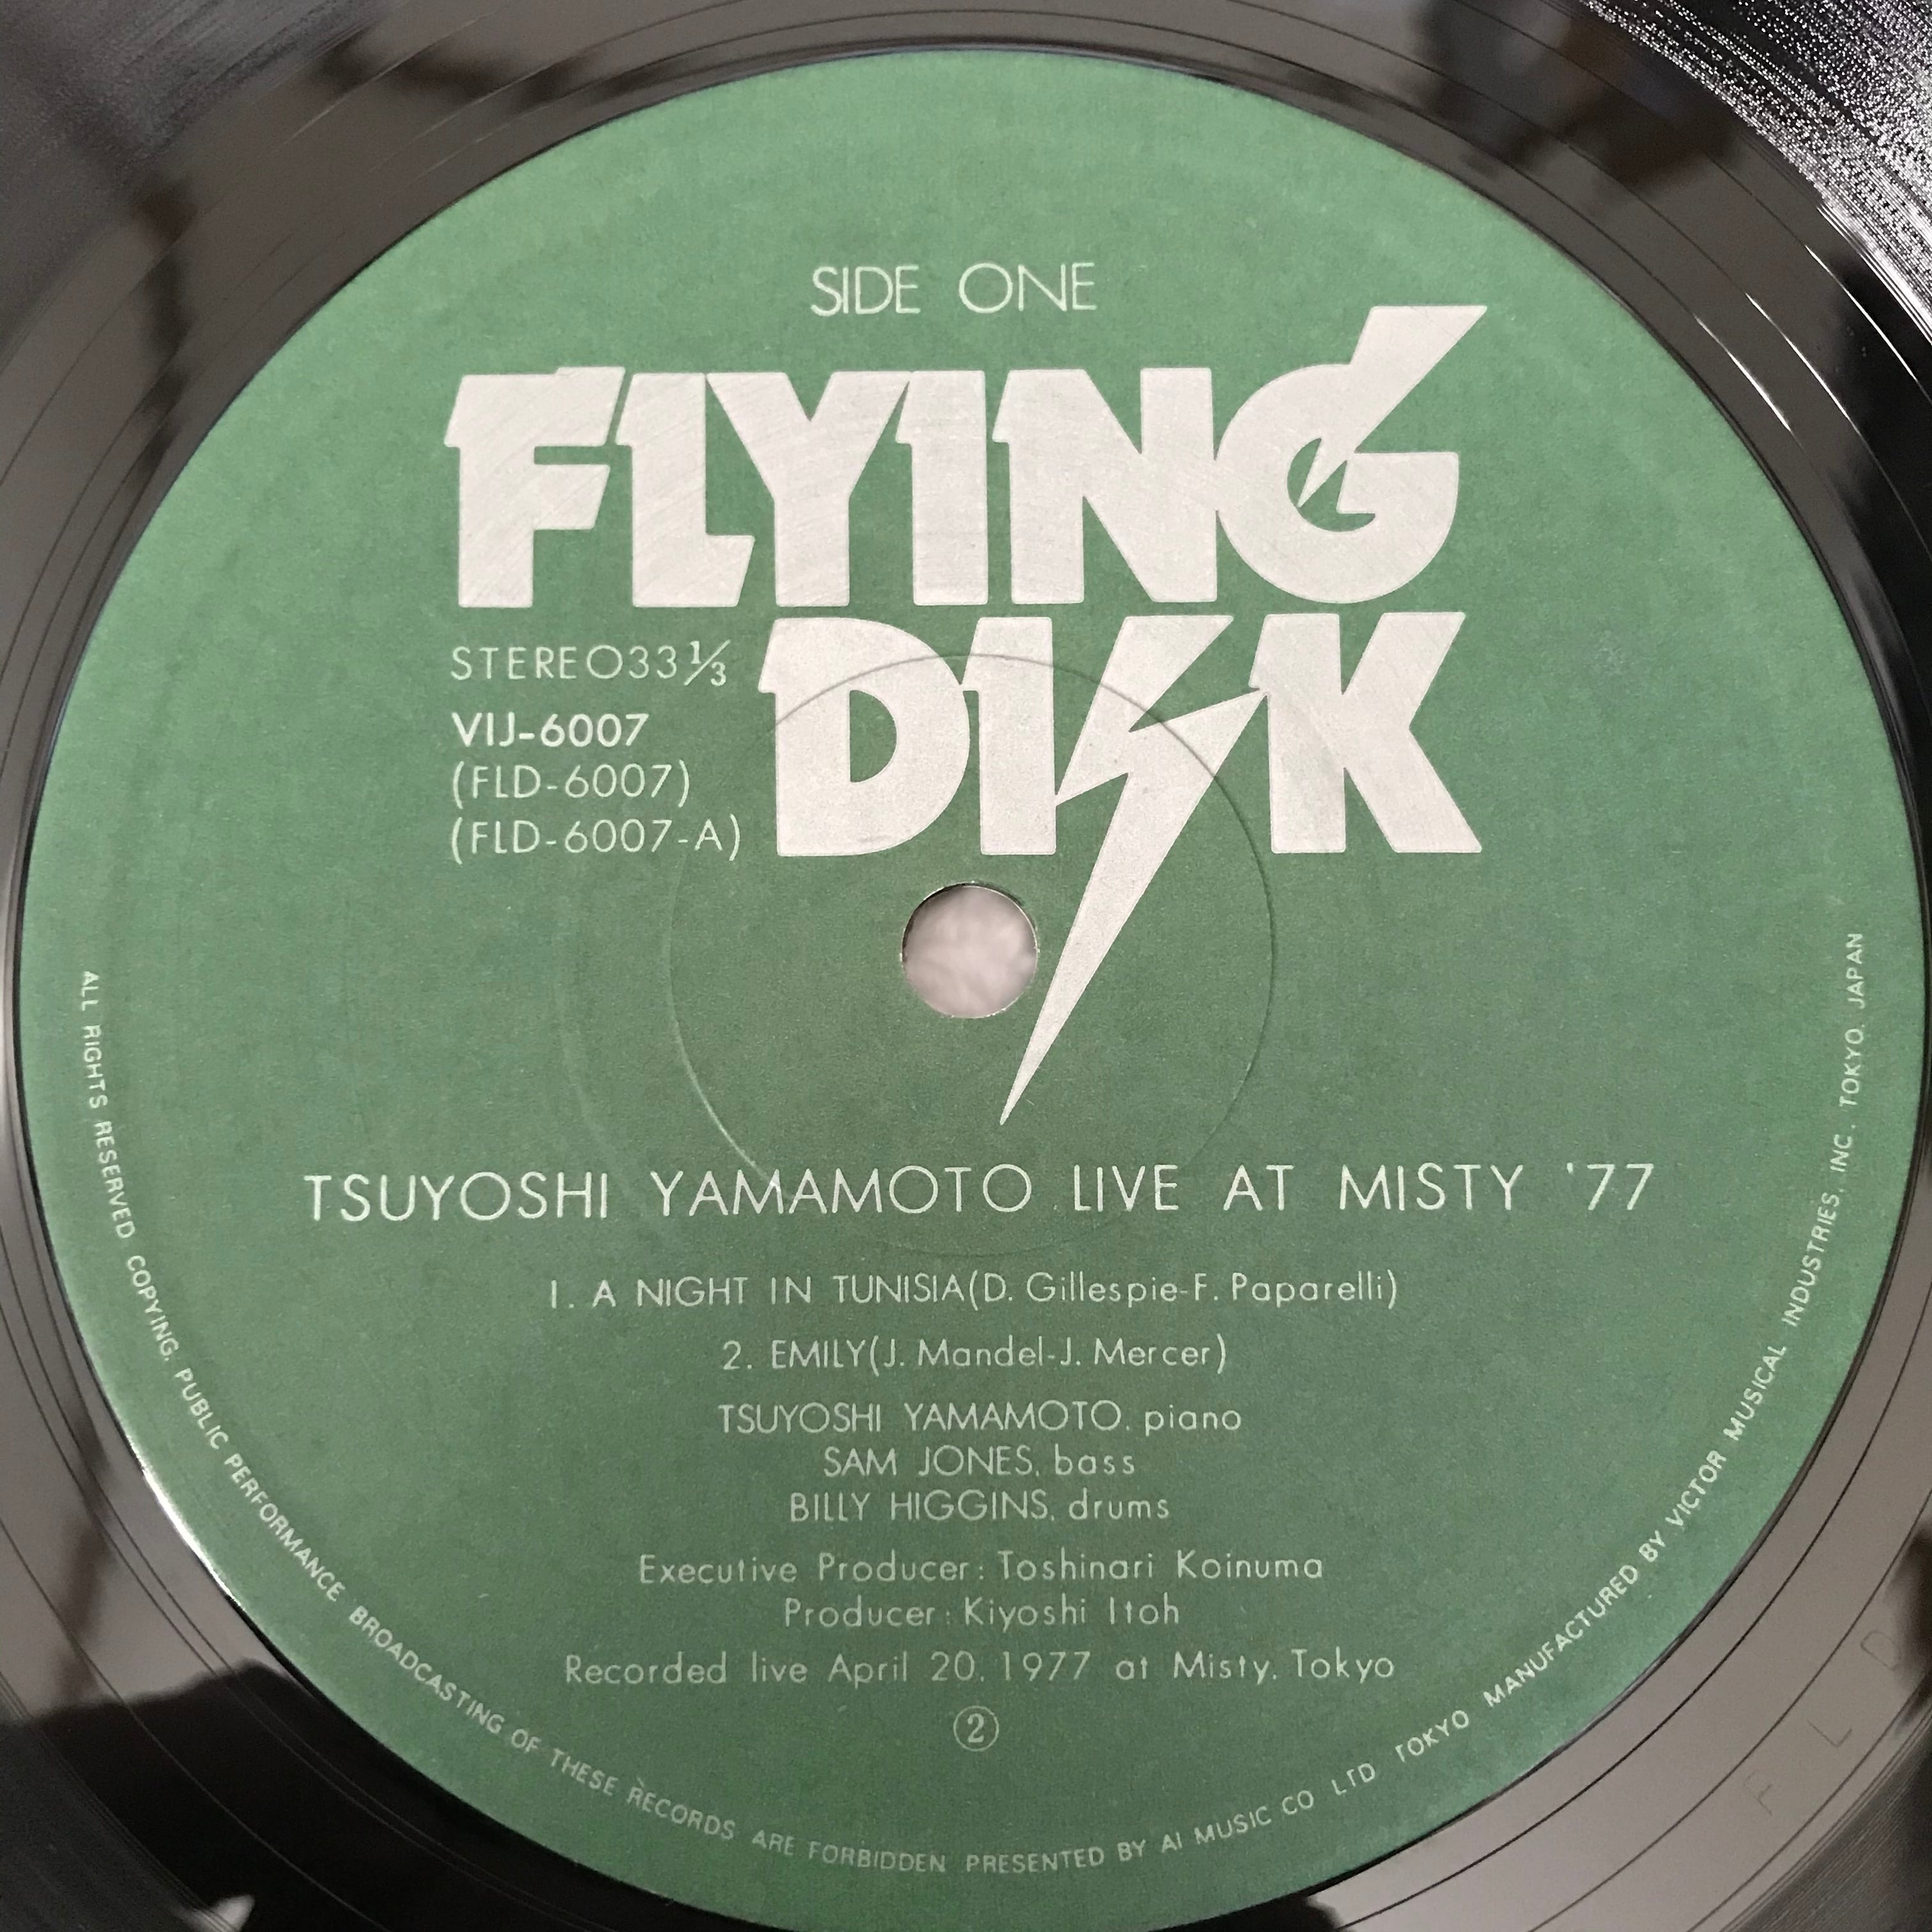 SIDE ONE
FLYING
DISK
STEREO 33 1/3
VIJ-6007
(FLD-6007)
(FLD-6007-A)
TSUYOSHI YAMAMOTO LIVE AT MISTY '77
1. A NIGHT IN TUNISIA(D. Gillespie-F. Paparelli)
2. EMILY(J. Mandel-J. Mercer)
TSUYOSHI YAMAMOTO, piano
SAM JONES, bass
BILLY HIGGINS, drums
Executive Producer: Toshinari Koinuma
Producer: Kiyoshi Itoh
Recorded live April 20, 1977 at Misty, Tokyo
②
ALL RIGHTS RESERVED COPYING, PUBLIC PERFORMANCE BROADCASTING OF THESE RECORDS ARE FORBIDDEN PRESENTED BY AI MUSIC CO LTD TOKYO MANUFACTURED BY VICTOR MUSICAL INDUSTRIES, INC. TOKYO. JAPAN
F L D